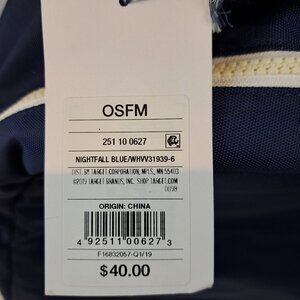 OSFM
251 10 0627
NIGHTFALL BLUE/WHVV31939-6
DIST. BY TARGET CORPORATION, MPLS., MN 55403
©2019 TARGET BRANDS, INC. SHOP TARGET.COM
ORIGIN: CHINA
4 92511 00627 3
F16832057-Q1/19
$40.00